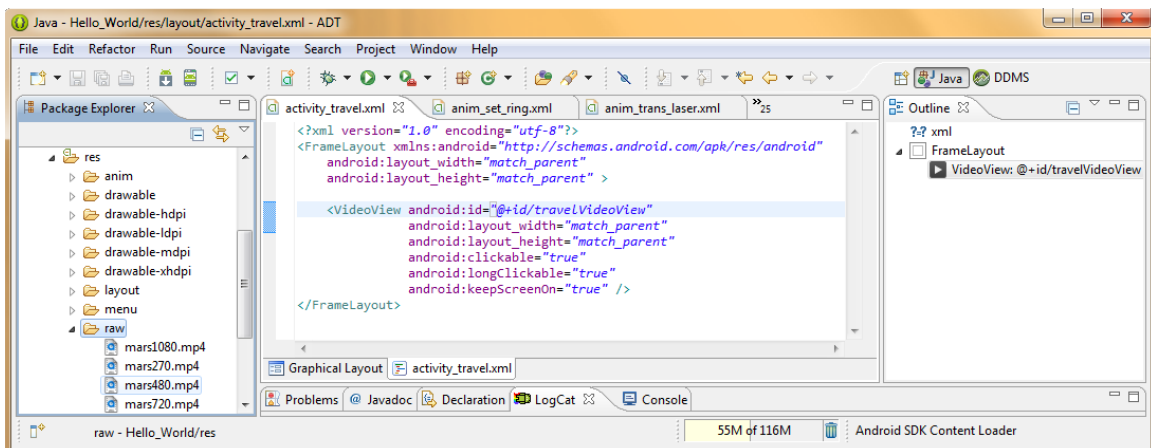 Java - Hello_World/res/layout/activity_travel.xml - ADT
File Edit Refactor Run Source Navigate Search Project Window Help
Java DDMS
Package Explorer
res
anim
drawable
drawable-hdpi
drawable-ldpi
drawable-mdpi
drawable-xhdpi
layout
menu
raw
mars1080.mp4
mars270.mp4
mars480.mp4
mars720.mp4
activity_travel.xml anim_set_ring.xml anim_trans_laser.xml »25
<?xml version="1.0" encoding="utf-8"?>
<FrameLayout xmlns:android="http://schemas.android.com/apk/res/android"
android:layout_width="match_parent"
android:layout_height="match_parent" >
<VideoView android:id="@+id/travelVideoView"
android:layout_width="match_parent"
android:layout_height="match_parent"
android:clickable="true"
android:longClickable="true"
android:keepScreenOn="true" />
</FrameLayout>
Graphical Layout activity_travel.xml
Outline
?=? xml
FrameLayout
VideoView: @+id/travelVideoView
Problems @ Javadoc Declaration LogCat Console
raw - Hello_World/res 55M of 116M Android SDK Content Loader